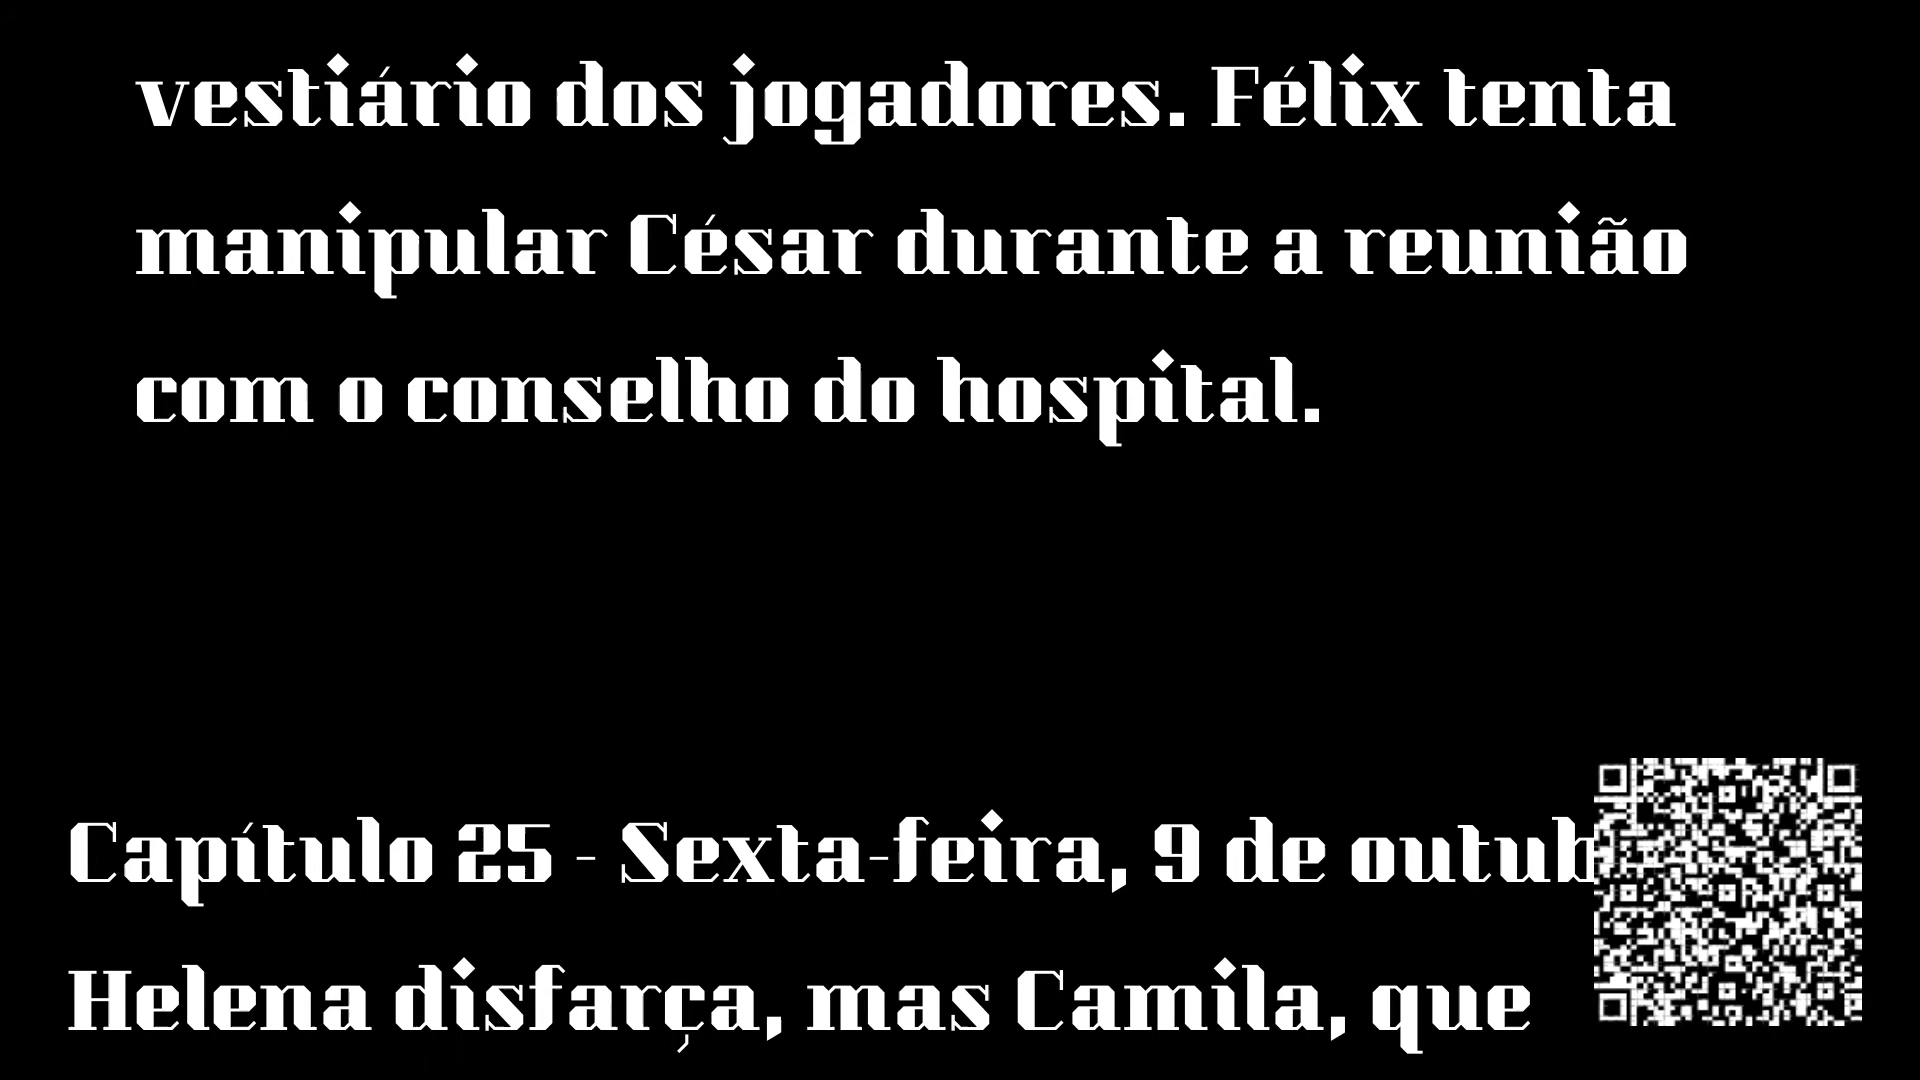 vestiário dos jogadores. Félix tenta
manipular César durante a reunião
com o conselho do hospital.
Capítulo 25 - Sexta-feira, 9 de
Helena disfarça, mas Camila, que